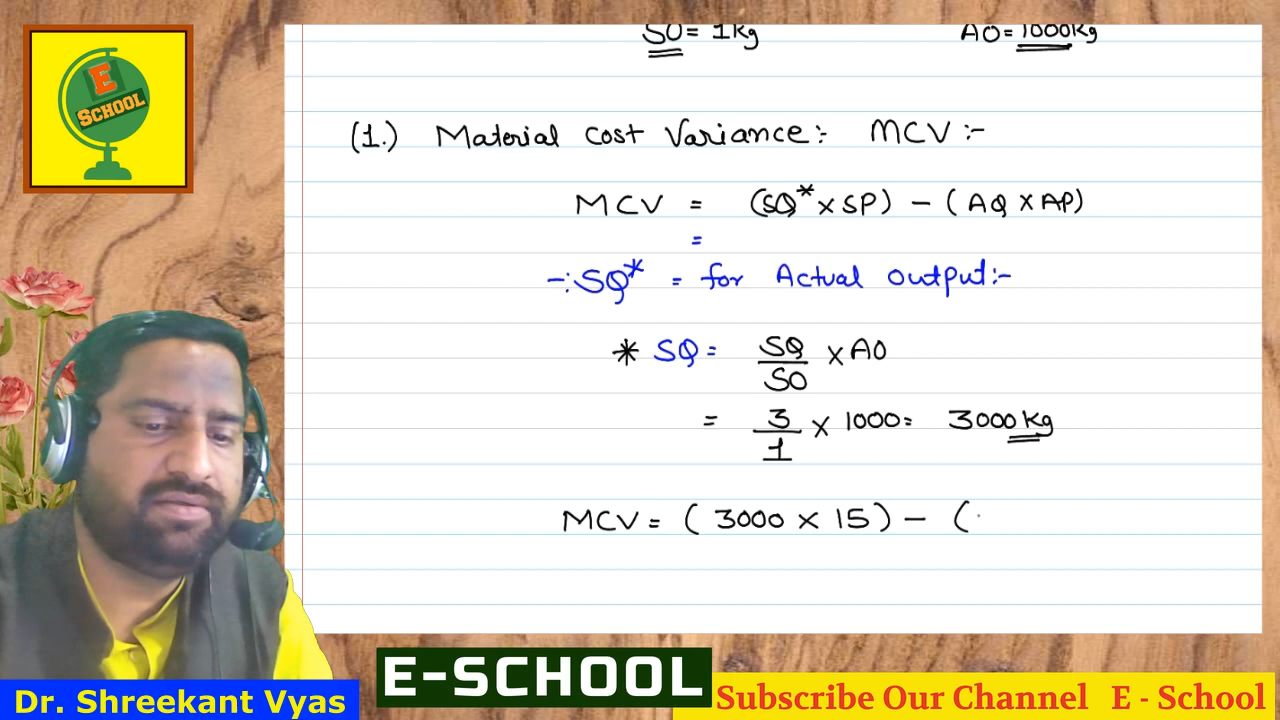 E
SCHOOL
SO = 1 Kg AO = 1000Kg
(1.) Material Cost Variance:- MCV :-
MCV = (SQ* × SP) - (AQ × AP)
=
-:SQ* = for Actual output:-
* SQ = SQ/SO × AO
= 3/1 × 1000 = 3000 Kg
MCV = ( 3000 × 15 ) - (
E-SCHOOL
Dr. Shreekant Vyas
Subscribe Our Channel E - School